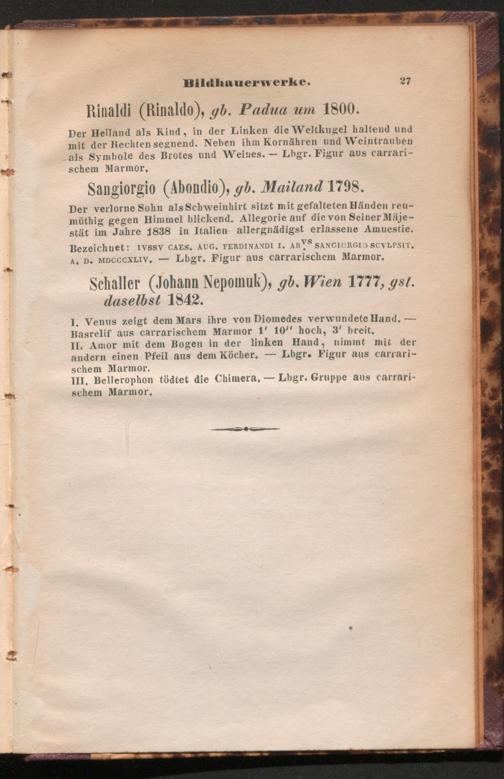 Bildhauerwerke. 27
Rinaldi (Rinaldo), gb. Padua um 1800.
Der Heiland als Kind, in der Linken die Weltkugel haltend und
mit der Rechten segnend. Neben ihm Kornähren und Weintrauben
als Symbole des Brotes und Weines. — Lbgr. Figur aus carrari-
schem Marmor.
Sangiorgio (Abondio), gb. Mailand 1798.
Der verlorne Sohn als Schweinhirt sitzt mit gefalteten Händen reu-
müthig gegen Himmel blickend. Allegorie auf die von Seiner Maje-
stät im Jahre 1838 in Italien allergnädigst erlassene Amnestie.
Bezeichnet: IVSSV CAES. AUG. FERDINANDI I. ABVS SANGIORGIO SCVLPSIT.
A. D. MDCCCXLIV. — Lbgr. Figur aus carrarischem Marmor.
Schaller (Johann Nepomuk), gb. Wien 1777, gst.
daselbst 1842.
I. Venus zeigt dem Mars ihre von Diomedes verwundete Hand. —
Basrelif aus carrarischem Marmor 1' 10'' hoch, 3' breit.
II. Amor mit dem Bogen in der linken Hand, nimmt mit der
andern einen Pfeil aus dem Köcher. — Lbgr. Figur aus carrari-
schem Marmor.
III. Bellerophon tödtet die Chimera. — Lbgr. Gruppe aus carrari-
schem Marmor.